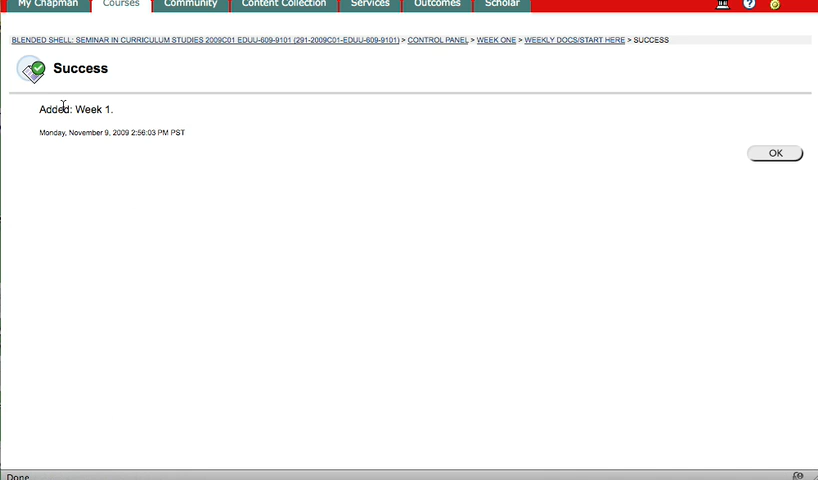 My Chapman Courses Community Content Collection Services Outcomes Scholar
BLENDED SHELL: SEMINAR IN CURRICULUM STUDIES 2009C01 EDUU-609-9101 (291-2009C01-EDUU-609-9101) > CONTROL PANEL > WEEK ONE > WEEKLY DOCS/START HERE > SUCCESS
Success
Added: Week 1.
Monday, November 9, 2009 2:56:03 PM PST
OK
Done